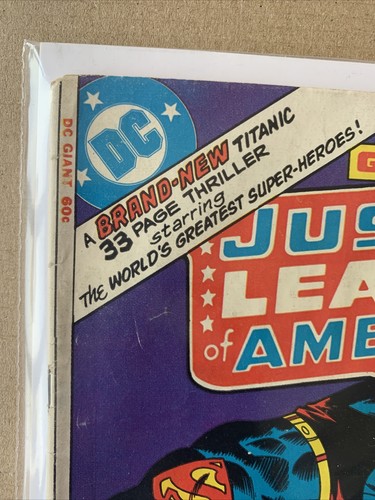 DC GIANT 60¢
DC
A BRAND-NEW TITANIC
33 PAGE THRILLER
starring
THE WORLD'S GREATEST SUPER-HEROES!
G
JUS
LEA
of AME
S